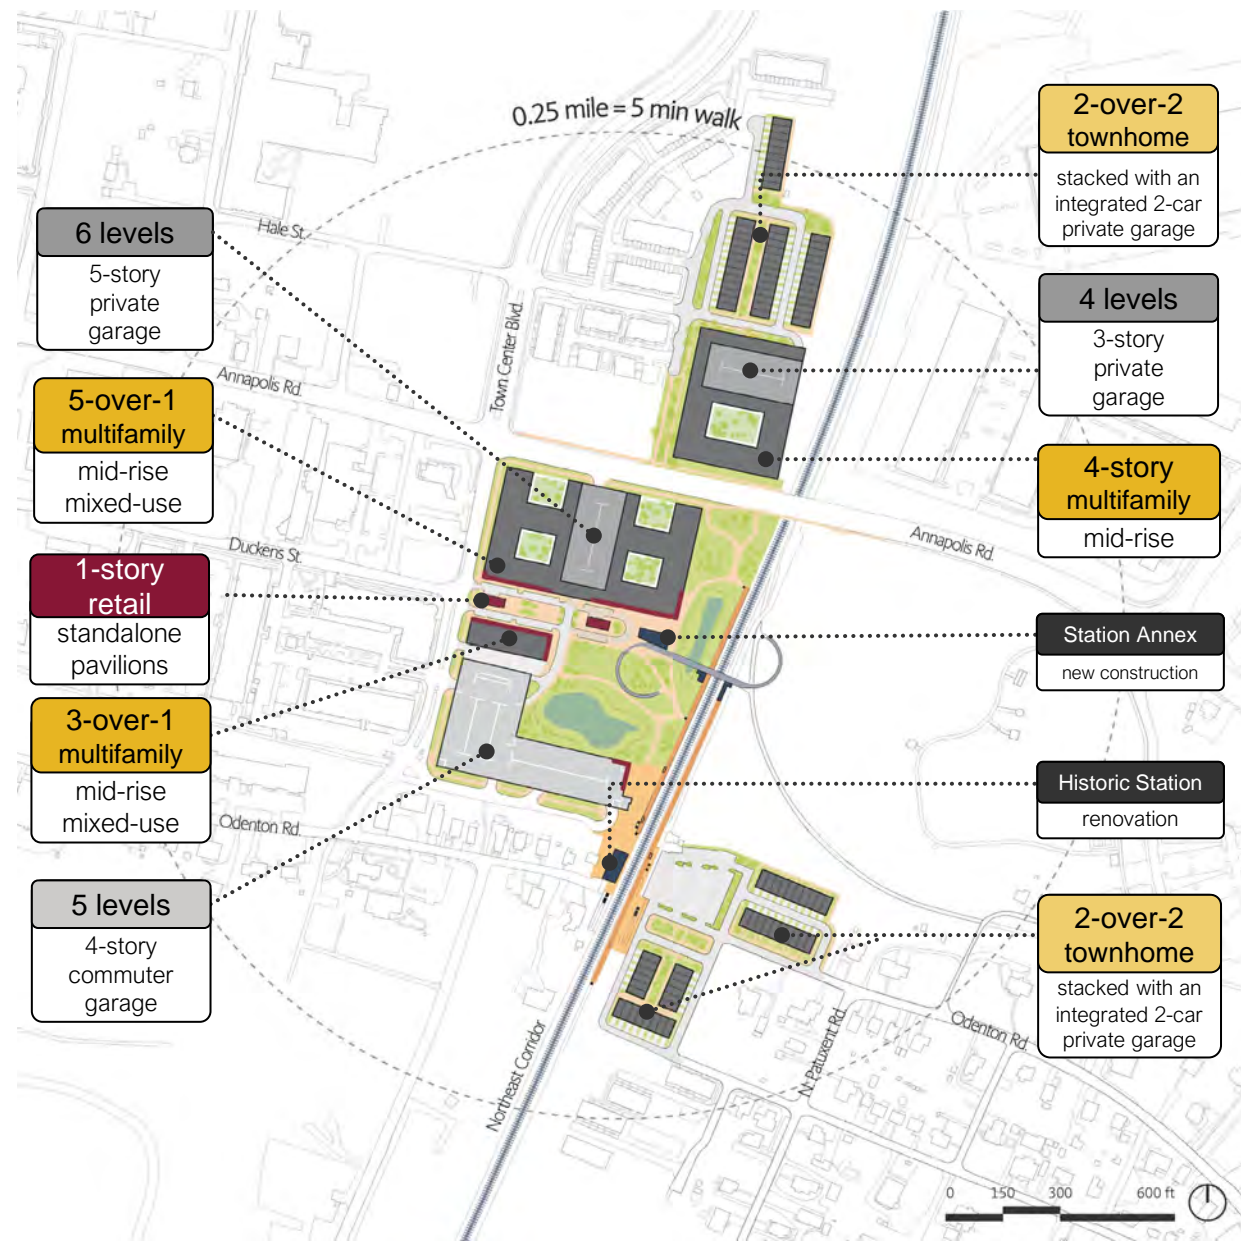 0.25 mile = 5 min walk
2-over-2
townhome
stacked with an
integrated 2-car
private garage
6 levels
5-story
private
garage
Hale St.
4 levels
3-story
private
garage
Town Center Blvd.
Annapolis Rd.
5-over-1
multifamily
mid-rise
mixed-use
4-story
multifamily
mid-rise
Annapolis Rd.
Duckens St.
1-story
retail
standalone
pavilions
Station Annex
new construction
3-over-1
multifamily
mid-rise
mixed-use
Historic Station
renovation
Odenton Rd.
5 levels
4-story
commuter
garage
2-over-2
townhome
stacked with an
integrated 2-car
private garage
Odenton Rd.
N. Patuxent Rd.
Northeast Corridor
0 150 300 600 ft